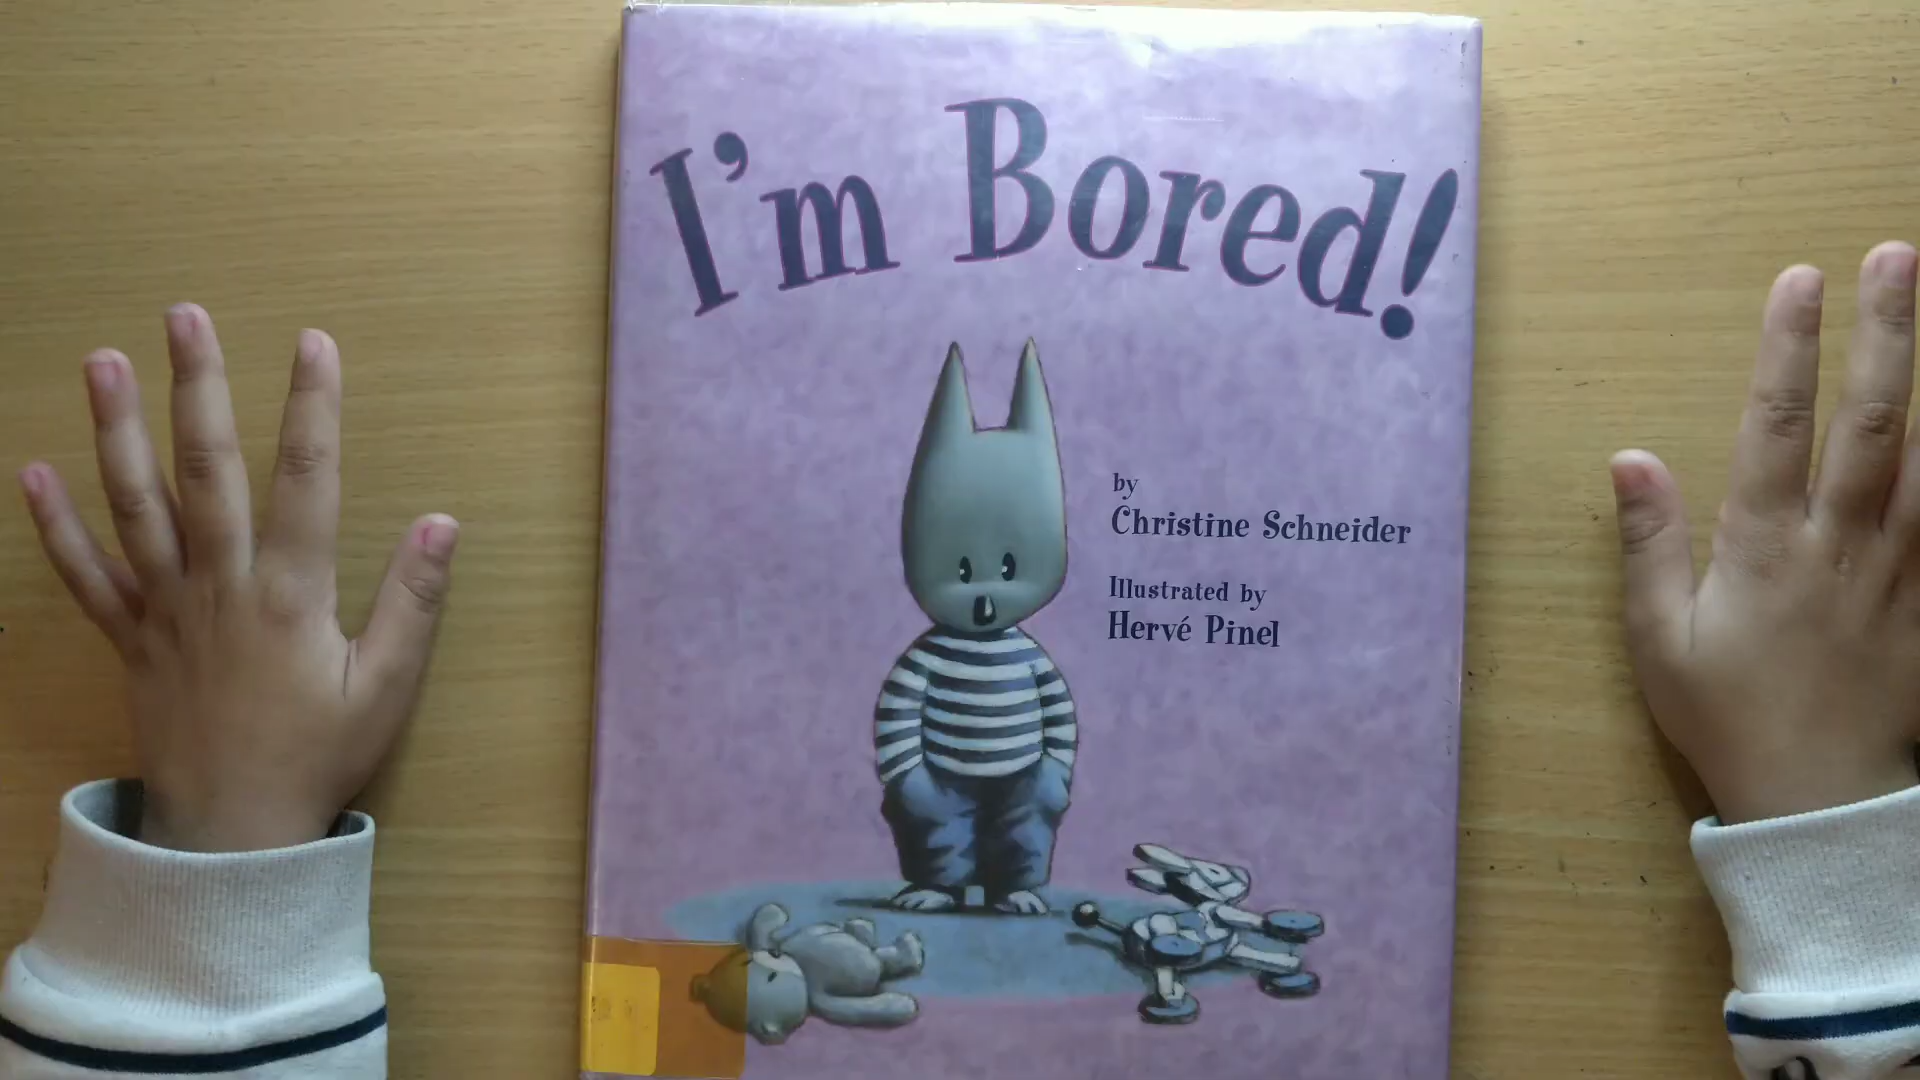 I'm Bored!
by
Christine Schneider
Illustrated by
Hervé Pinel